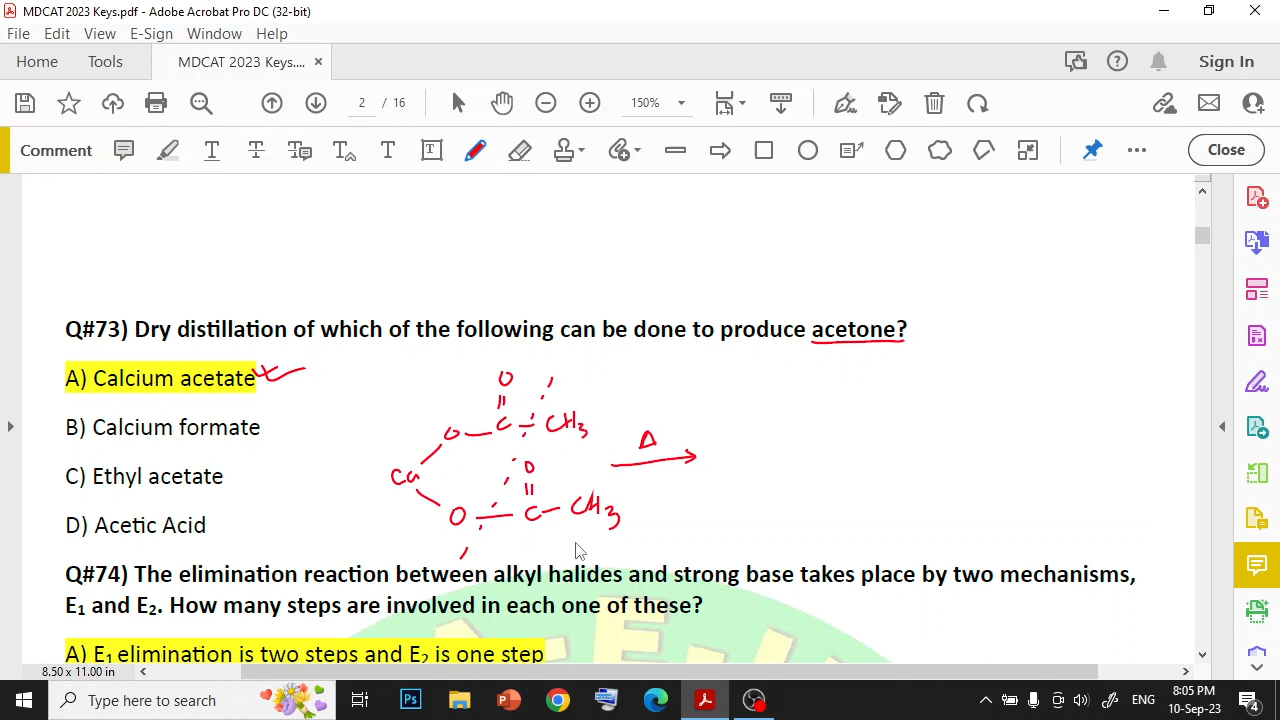 MDCAT 2023 Keys.pdf - Adobe Acrobat Pro DC (32-bit)
File Edit View E-Sign Window Help
Home Tools MDCAT 2023 Keys.... × Sign In
2 / 16 150%
Comment Close
Q#73) Dry distillation of which of the following can be done to produce acetone?
A) Calcium acetate
B) Calcium formate
C) Ethyl acetate
D) Acetic Acid
O
O C CH3
Δ
Ca
O
O C CH3
Q#74) The elimination reaction between alkyl halides and strong base takes place by two mechanisms,
E₁ and E₂. How many steps are involved in each one of these?
A) E₁ elimination is two steps and E₂ is one step
8.50 x 11.00 in
Type here to search
Ps
ENG
8:05 PM
10-Sep-23
4